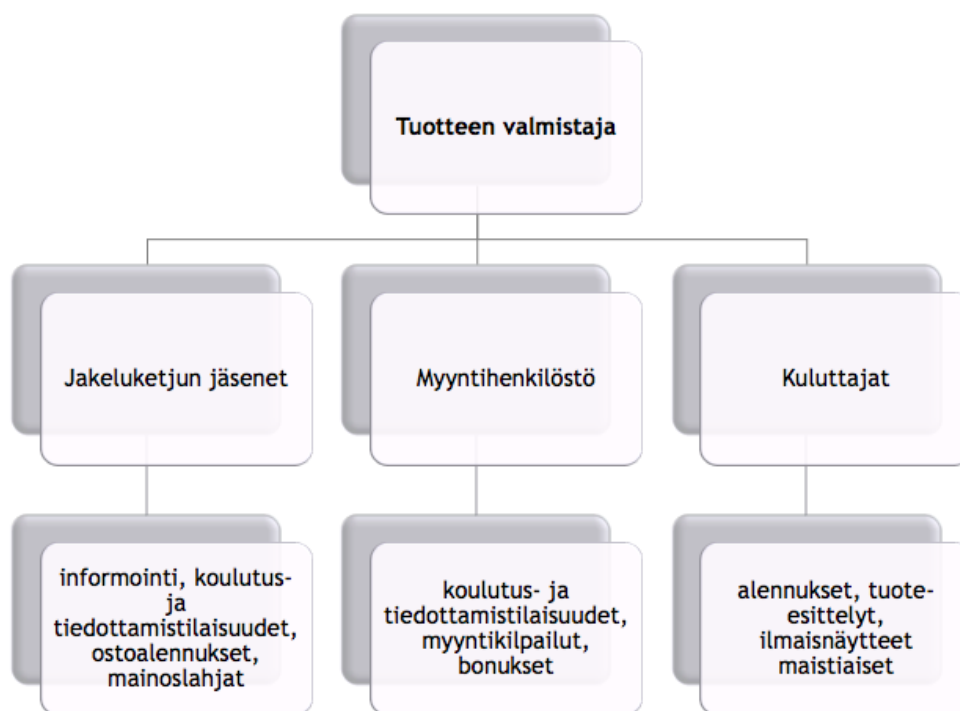 Tuotteen valmistaja
Jakeluketjun jäsenet
Myyntihenkilöstö
Kuluttajat
informointi, koulutus-
ja
tiedottamistilaisuudet,
ostoalennukset,
mainoslahjat
koulutus- ja
tiedottamistilaisuudet,
myyntikilpailut,
bonukset
alennukset, tuote-
esittelyt,
ilmaisnäytteet
maistiaiset